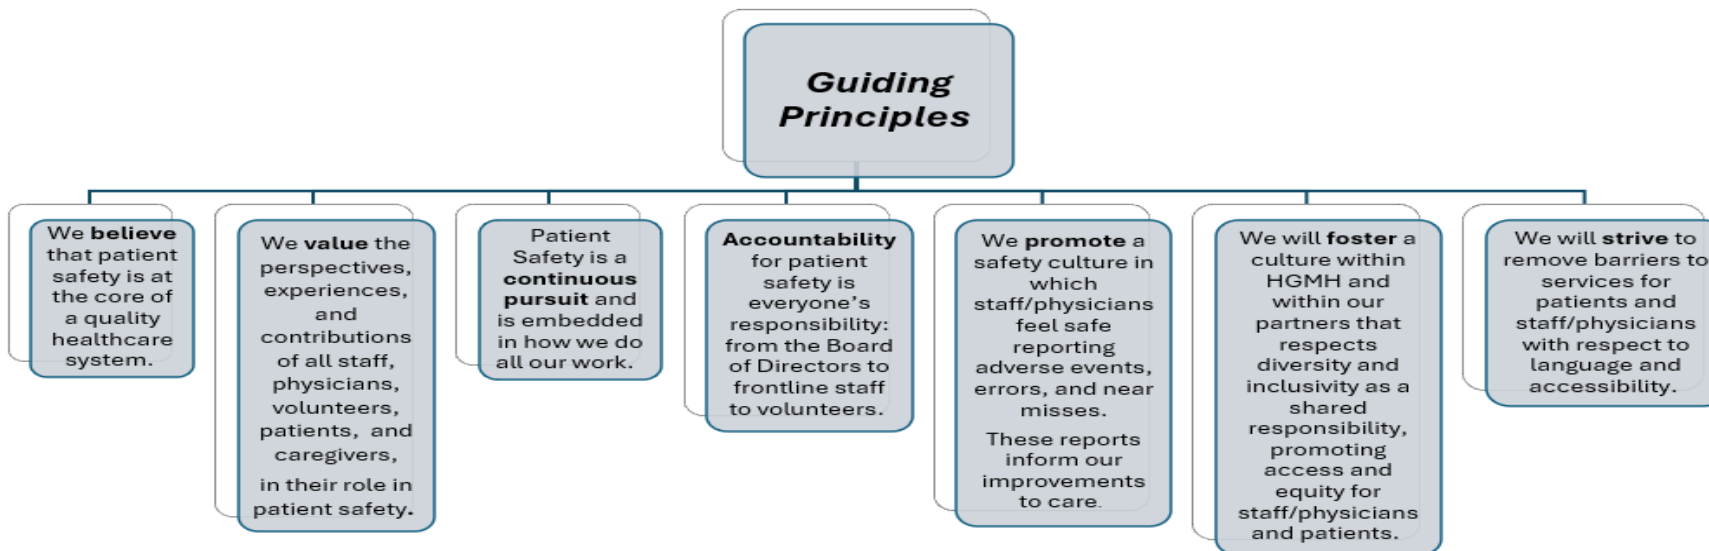 Guiding
Principles
We believe
that patient
safety is at
the core of
a quality
healthcare
system.
We value the
perspectives,
experiences,
and
contributions
of all staff,
physicians,
volunteers,
patients, and
caregivers,
in their role in
patient safety.
Patient
Safety is a
continuous
pursuit and
is embedded
in how we do
all our work.
Accountability
for patient
safety is
everyone’s
responsibility:
from the Board
of Directors to
frontline staff
to volunteers.
We promote a
safety culture in
which
staff/physicians
feel safe
reporting
adverse events,
errors, and near
misses.
These reports
inform our
improvements
to care.
We will foster a
culture within
HGMH and
within our
partners that
respects
diversity and
inclusivity as a
shared
responsibility,
promoting
access and
equity for
staff/physicians
and patients.
We will strive to
remove barriers to
services for
patients and
staff/physicians
with respect to
language and
accessibility.